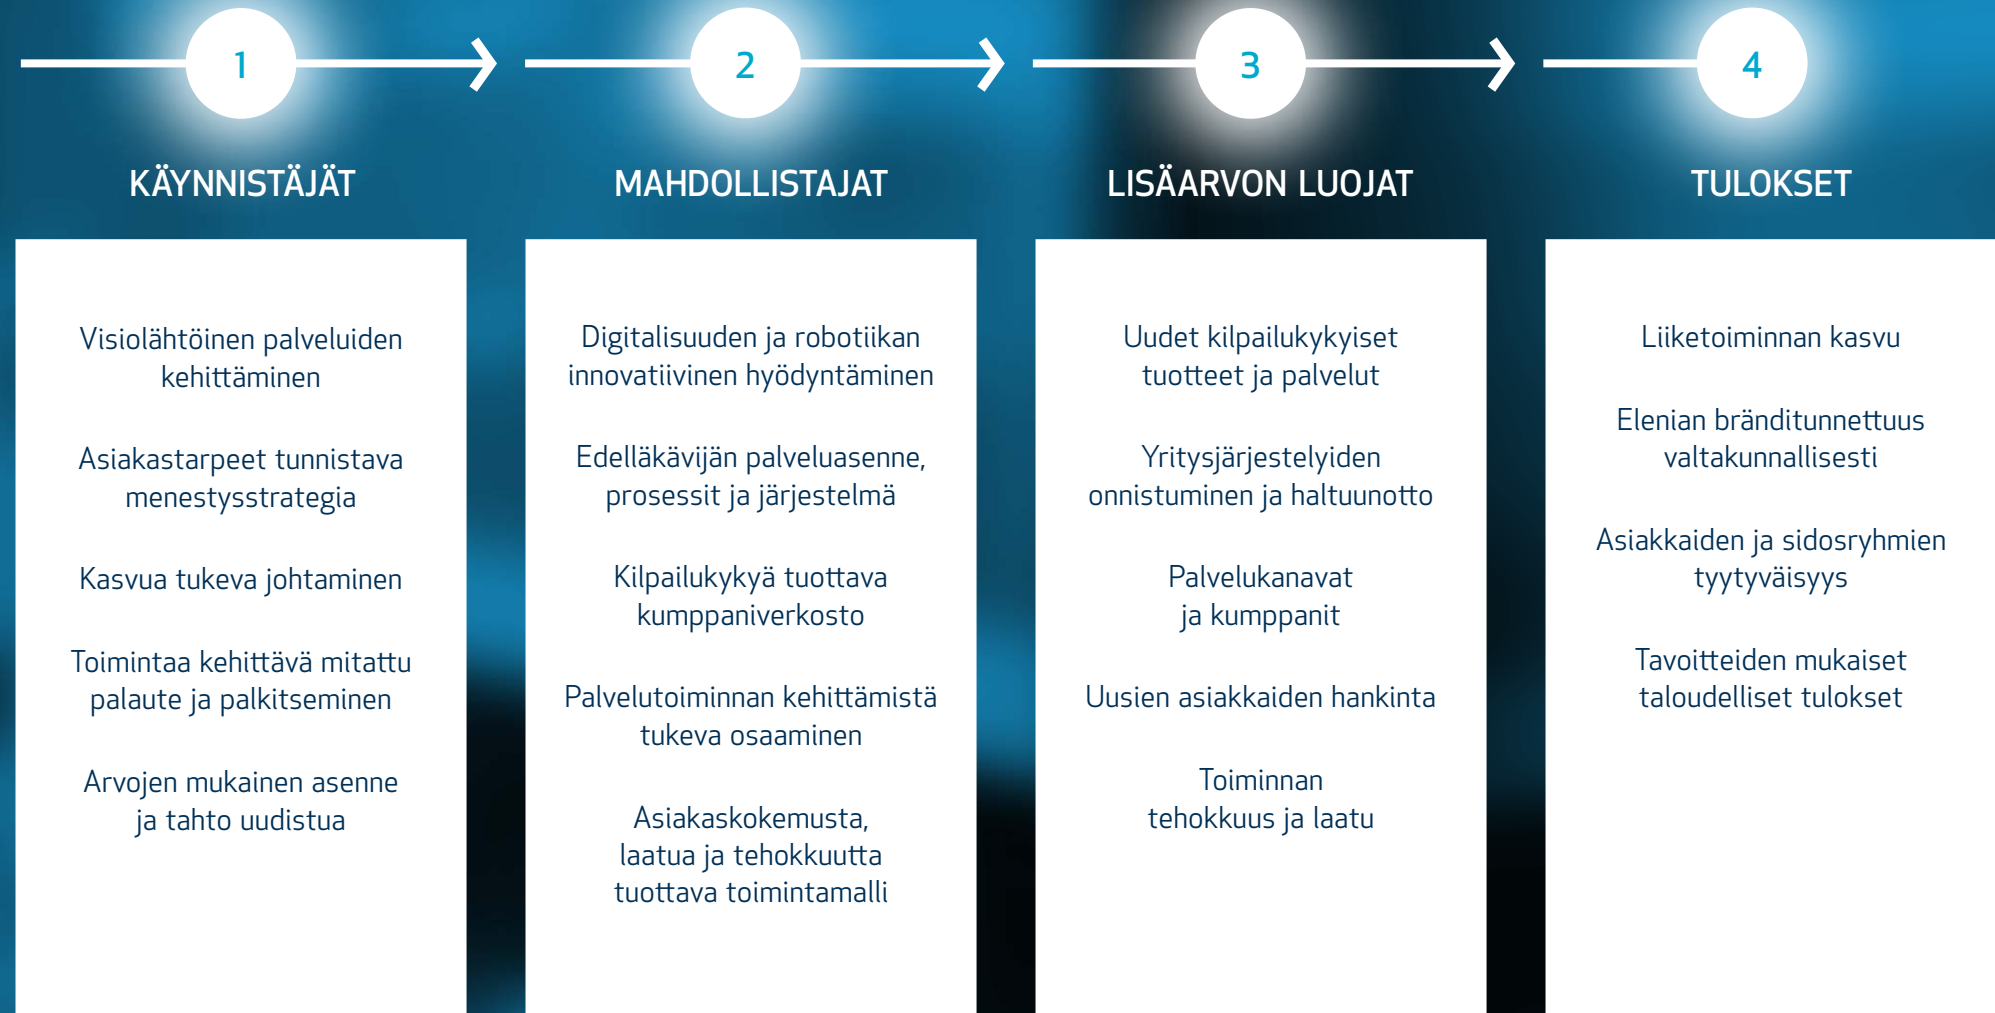 1
KÄYNNISTÄJÄT
Visiolähtöinen palveluiden
kehittäminen
Asiakastarpeet tunnistava
menestysstrategia
Kasvua tukeva johtaminen
Toimintaa kehittävä mitattu
palaute ja palkitseminen
Arvojen mukainen asenne
ja tahto uudistua
2
MAHDOLLISTAJAT
Digitalisuuden ja robotiikan
innovatiivinen hyödyntäminen
Edelläkävijän palveluasenne,
prosessit ja järjestelmä
Kilpailukykyä tuottava
kumppaniverkosto
Palvelutoiminnan kehittämistä
tukeva osaaminen
Asiakaskokemusta,
laatua ja tehokkuutta
tuottava toimintamalli
3
LISÄARVON LUOJAT
Uudet kilpailukykyiset
tuotteet ja palvelut
Yritysjärjestelyiden
onnistuminen ja haltuunotto
Palvelukanavat
ja kumppanit
Uusien asiakkaiden hankinta
Toiminnan
tehokkuus ja laatu
4
TULOKSET
Liiketoiminnan kasvu
Elenian bränditunnettuus
valtakunnallisesti
Asiakkaiden ja sidosryhmien
tyytyväisyys
Tavoitteiden mukaiset
taloudelliset tulokset